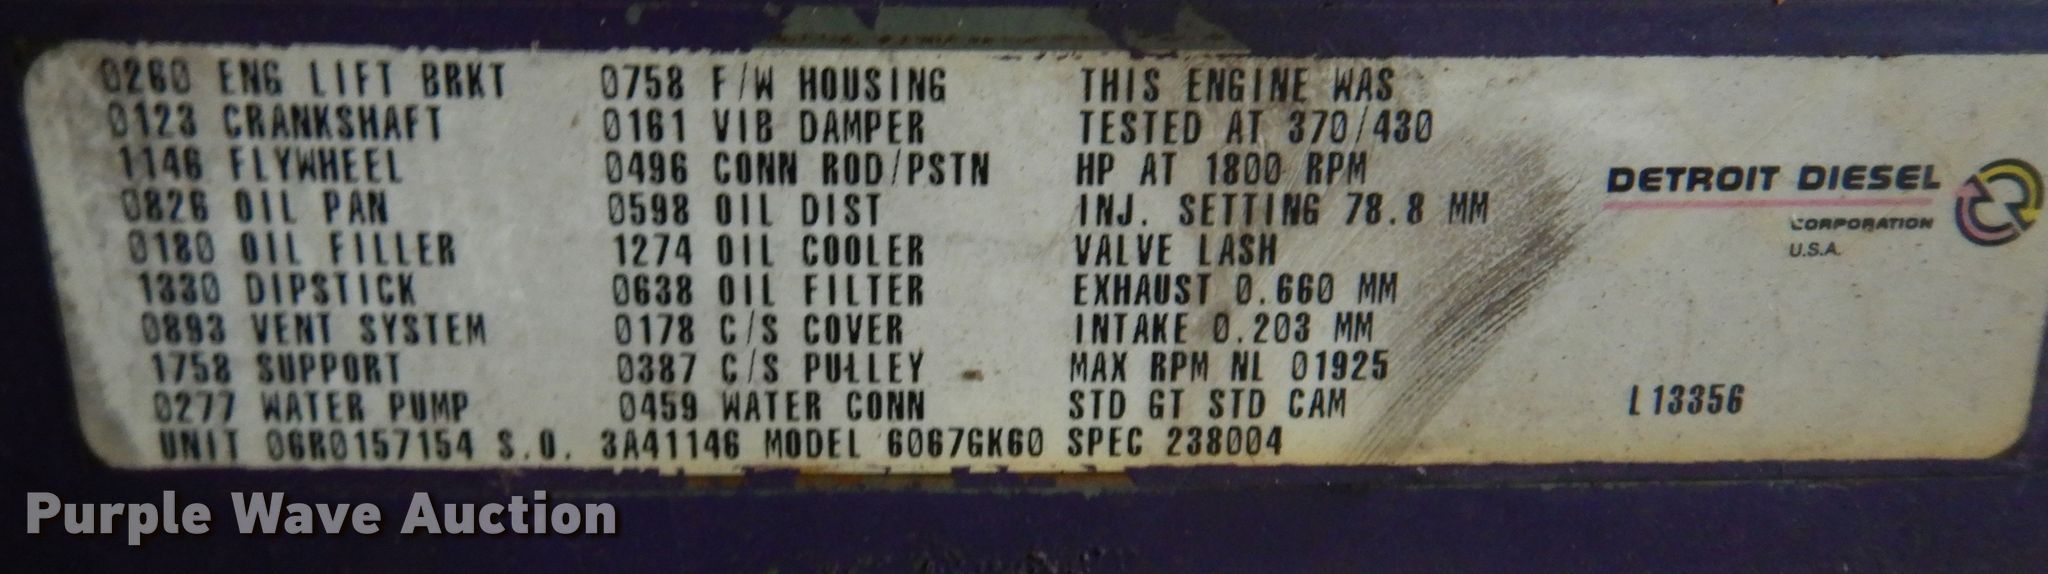 0260 ENG LIFT BRKT 0758 F/W HOUSING THIS ENGINE WAS
0123 CRANKSHAFT 0161 VIB DAMPER TESTED AT 370/430
1146 FLYWHEEL 0496 CONN ROD/PSTN HP AT 1800 RPM
0826 OIL PAN 0598 OIL DIST INJ. SETTING 78.8 MM
0180 OIL FILLER 1274 OIL COOLER VALVE LASH
1330 DIPSTICK 0638 OIL FILTER EXHAUST 0.660 MM
0893 VENT SYSTEM 0178 C/S COVER INTAKE 0.203 MM
1758 SUPPORT 0387 C/S PULLEY MAX RPM NL 01925
0277 WATER PUMP 0459 WATER CONN STD GT STD CAM
UNIT 06R0157154 S.O. 3A41146 MODEL 6067GK60 SPEC 238004
DETROIT DIESEL
CORPORATION
U.S.A.
L13356
Purple Wave Auction